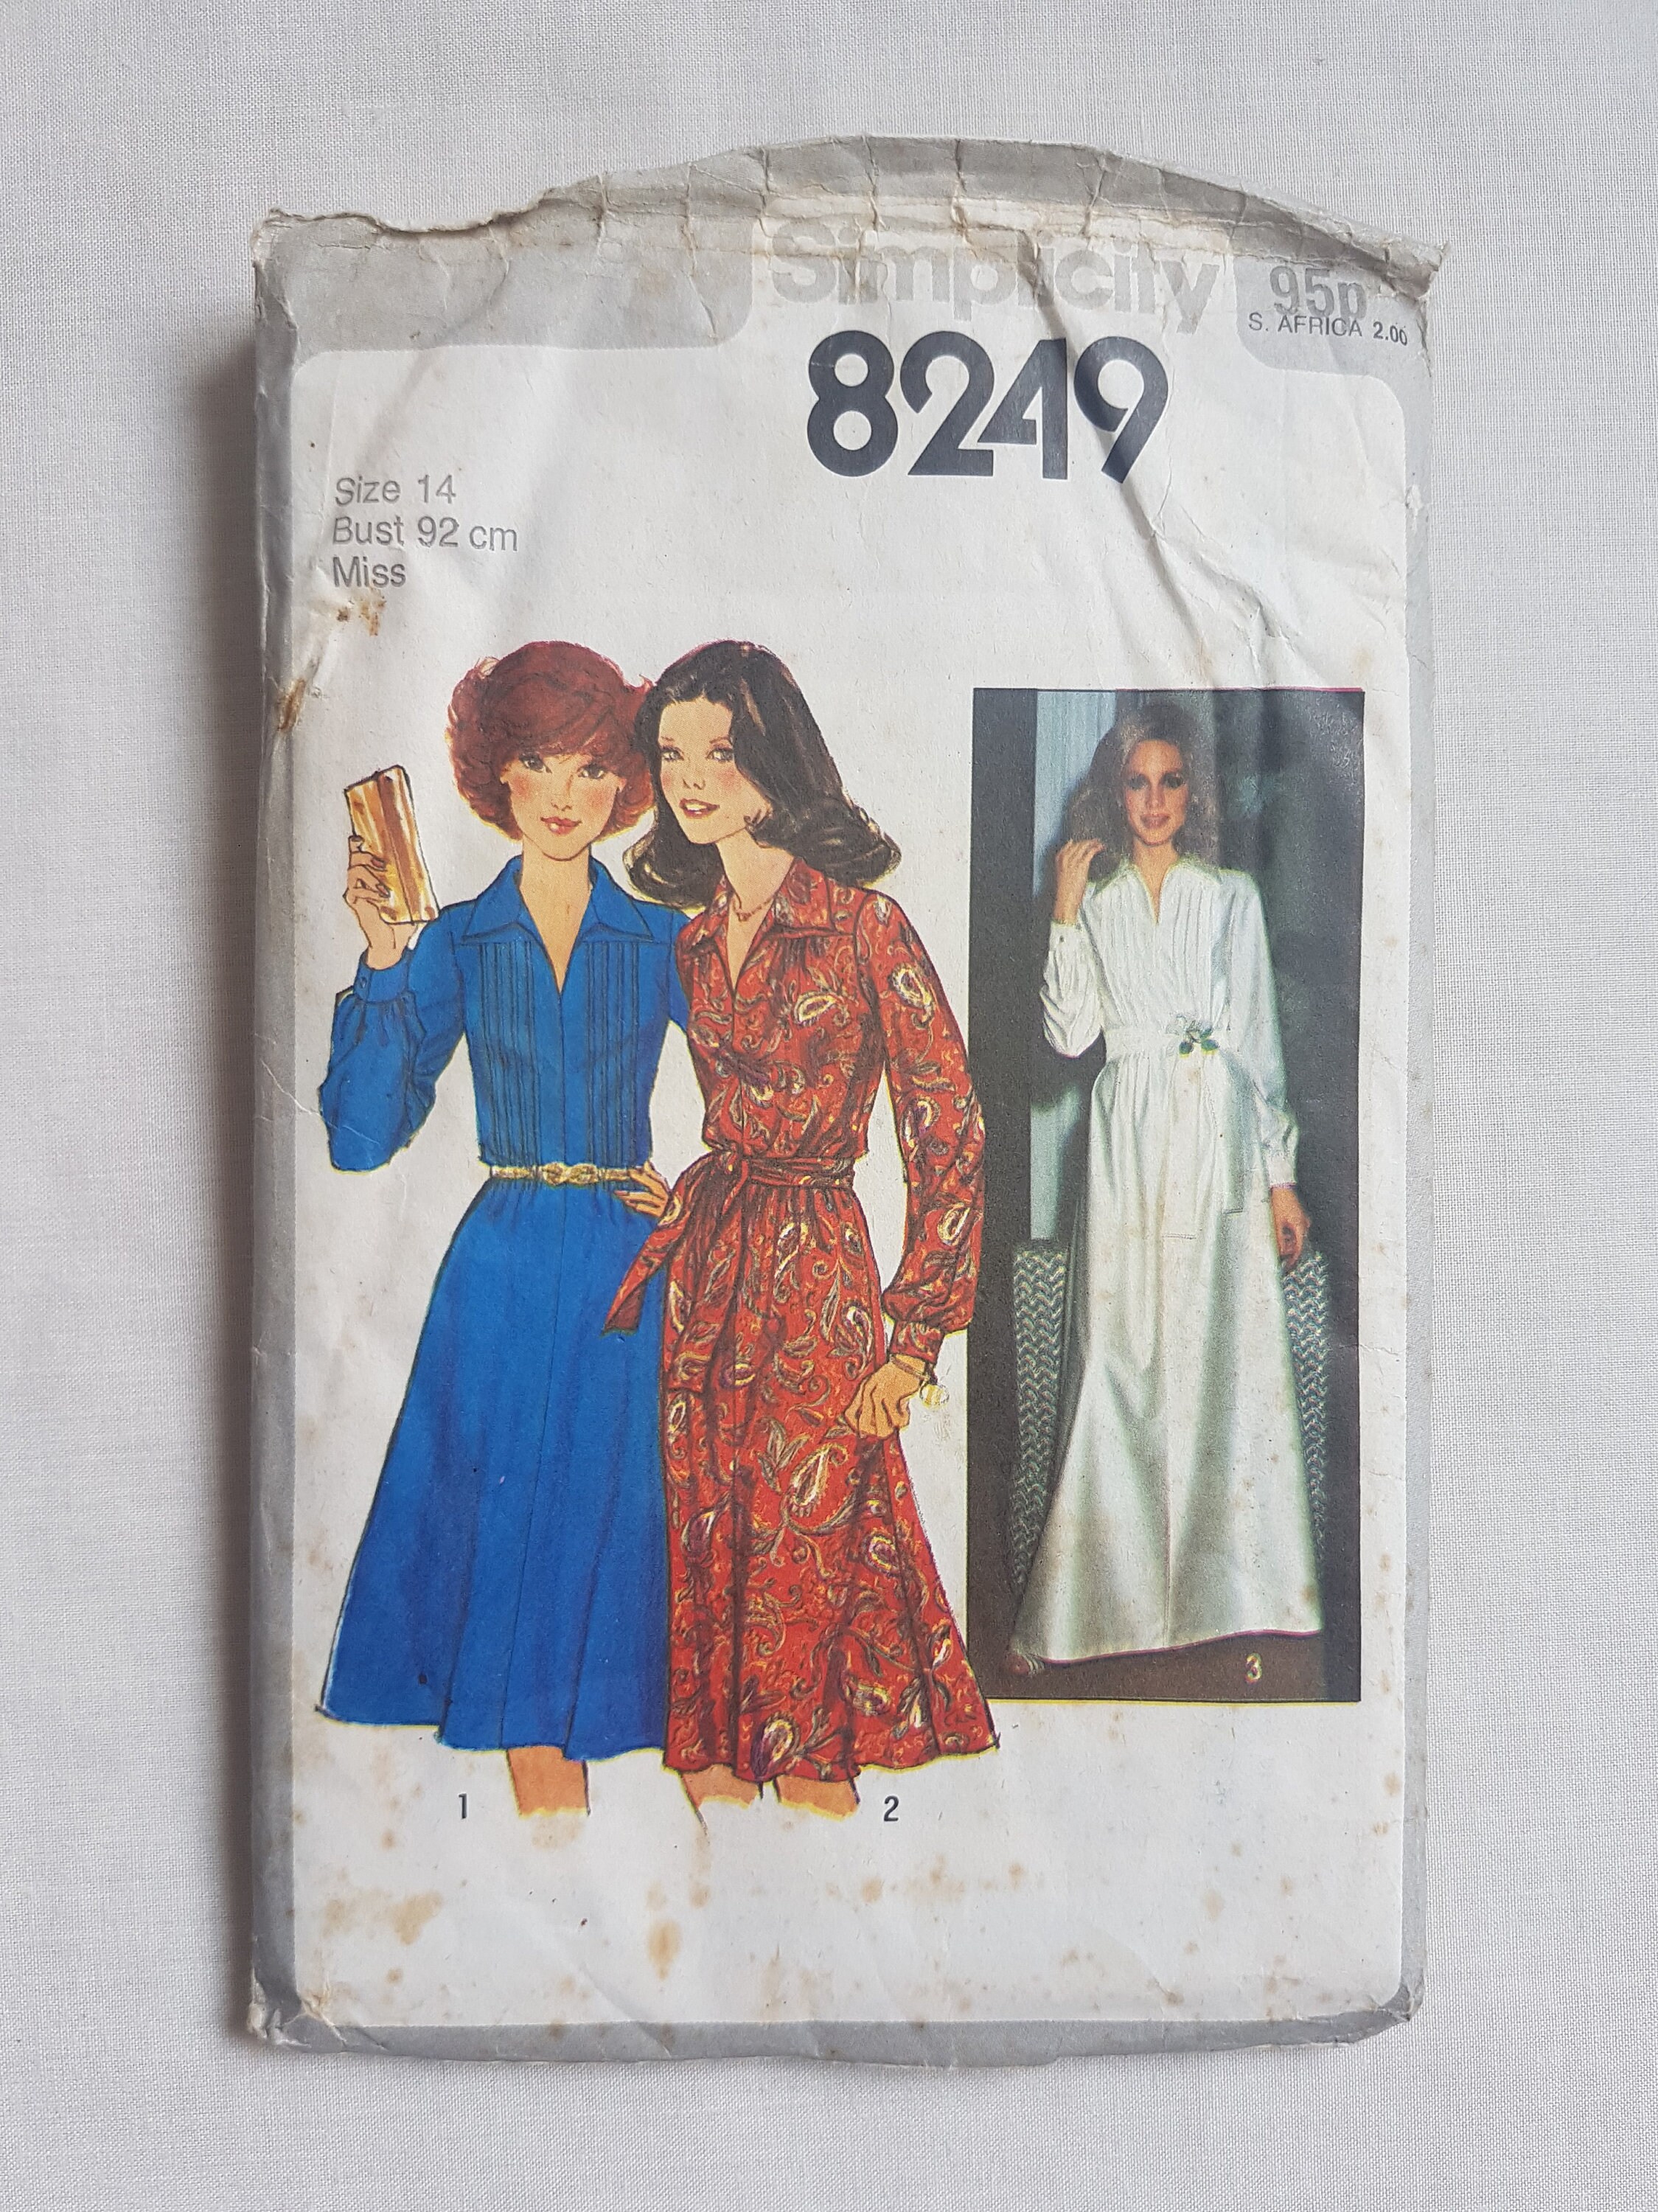 Simplicity
95p
S. AFRICA 2.00
8249
Size 14
Bust 92 cm
Miss
3
1
2